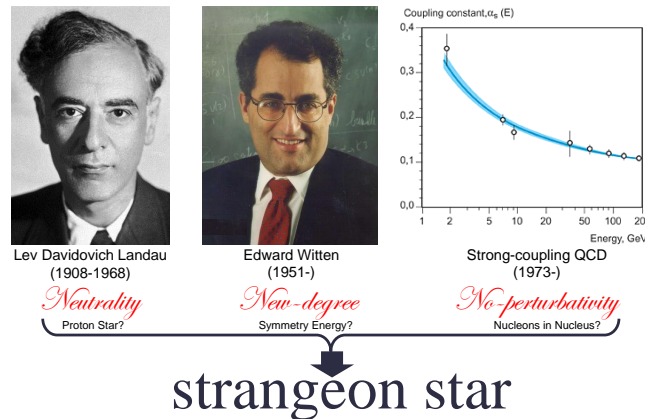 Coupling constant,αs (E)
0,4
0,3
0,2
0,1
0,0
1 2 5 10 20 50 100 200
Energy, GeV
Lev Davidovich Landau
(1908-1968)
Neutrality
Proton Star?
Edward Witten
(1951-)
New-degree
Symmetry Energy?
Strong-coupling QCD
(1973-)
No-perturbativity
Nucleons in Nucleus?
strangeon star